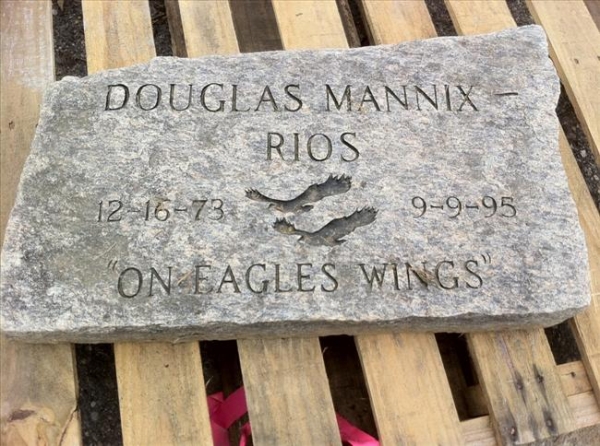 DOUGLAS MANNIX –
RIOS
12-16-73 9-9-95
"ON EAGLES WINGS"